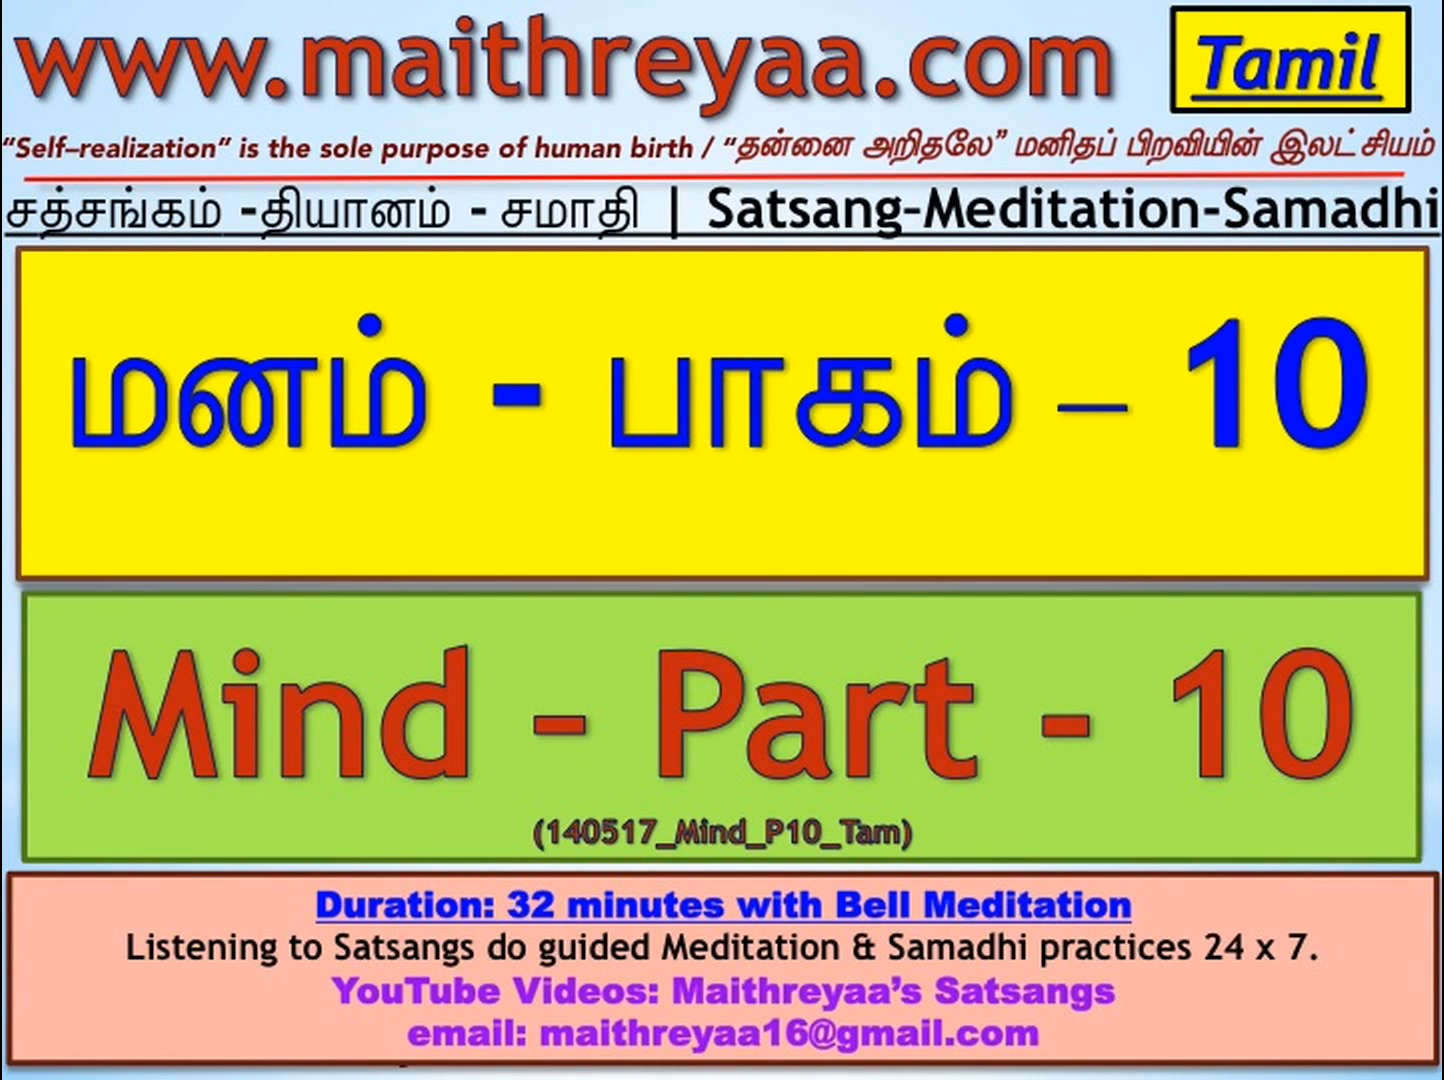 www.maithreyaa.com
Tamil
“Self–realization” is the sole purpose of human birth / “தன்னை அறிதலே” மனிதப் பிறவியின் இலட்சியம்
சத்சங்கம் -தியானம் - சமாதி | Satsang-Meditation-Samadhi
மனம் - பாகம் – 10
Mind - Part - 10
(140517_Mind_P10_Tam)
Duration: 32 minutes with Bell Meditation
Listening to Satsangs do guided Meditation & Samadhi practices 24 x 7.
YouTube Videos: Maithreyaa’s Satsangs
email: maithreyaa16@gmail.com